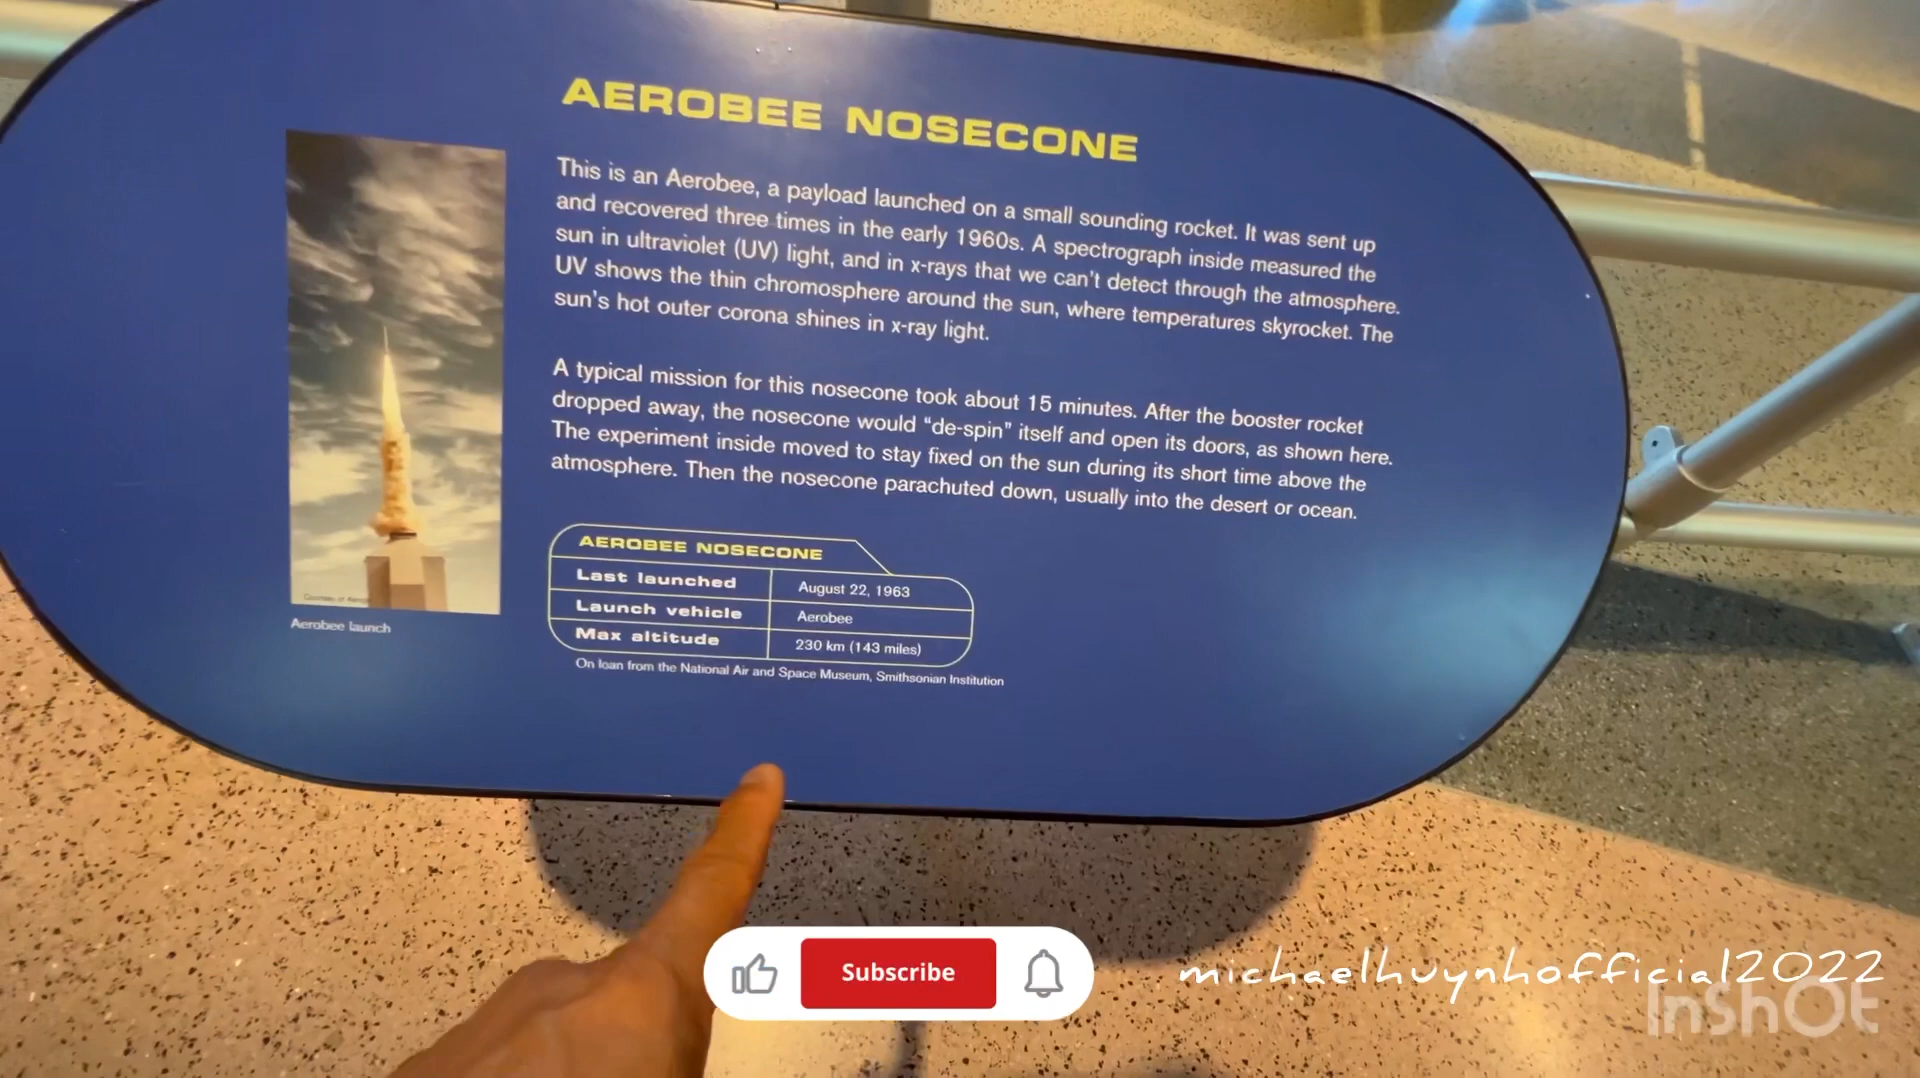 AEROBEE NOSECONE
This is an Aerobee, a payload launched on a small sounding rocket. It was sent up
and recovered three times in the early 1960s. A spectrograph inside measured the
sun in ultraviolet (UV) light, and in x-rays that we can't detect through the atmosphere.
UV shows the thin chromosphere around the sun, where temperatures skyrocket. The
sun's hot outer corona shines in x-ray light.
A typical mission for this nosecone took about 15 minutes. After the booster rocket
dropped away, the nosecone would "de-spin" itself and open its doors, as shown here.
The experiment inside moved to stay fixed on the sun during its short time above the
atmosphere. Then the nosecone parachuted down, usually into the desert or ocean.
Courtesy of
Aerobee launch
AEROBEE NOSECONE
Last launched August 22, 1963
Launch vehicle Aerobee
Max altitude 230 km (143 miles)
On loan from the National Air and Space Museum, Smithsonian Institution
Subscribe
michaelhuynhofficial2022
InShOt